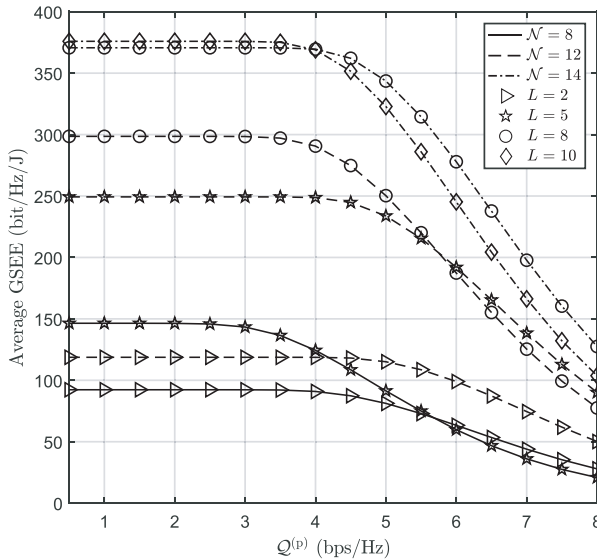 400
350
300
250
200
150
100
50
0
1
2
3
4
5
6
7
8
Average GSEE (bit/Hz/J)
𝒬⁽ᵖ⁾ (bps/Hz)
𝒩 = 8
𝒩 = 12
𝒩 = 14
L = 2
L = 5
L = 8
L = 10